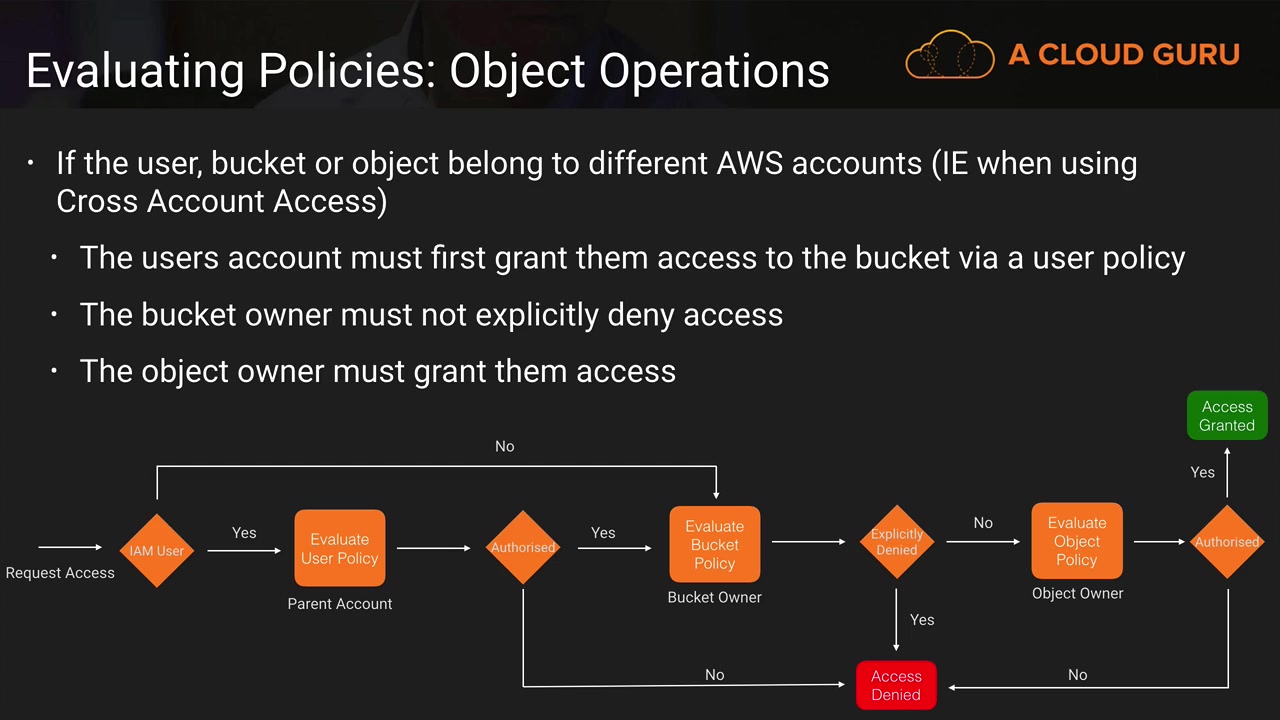 Evaluating Policies: Object Operations
A CLOUD GURU
• If the user, bucket or object belong to different AWS accounts (IE when using
Cross Account Access)
• The users account must first grant them access to the bucket via a user policy
• The bucket owner must not explicitly deny access
• The object owner must grant them access
Access
Granted
No
Yes
Request Access
IAM User
Yes
Evaluate
User Policy
Parent Account
Authorised
Yes
Evaluate
Bucket
Policy
Bucket Owner
Explicitly
Denied
No
Evaluate
Object
Policy
Object Owner
Authorised
Yes
No
Access
Denied
No